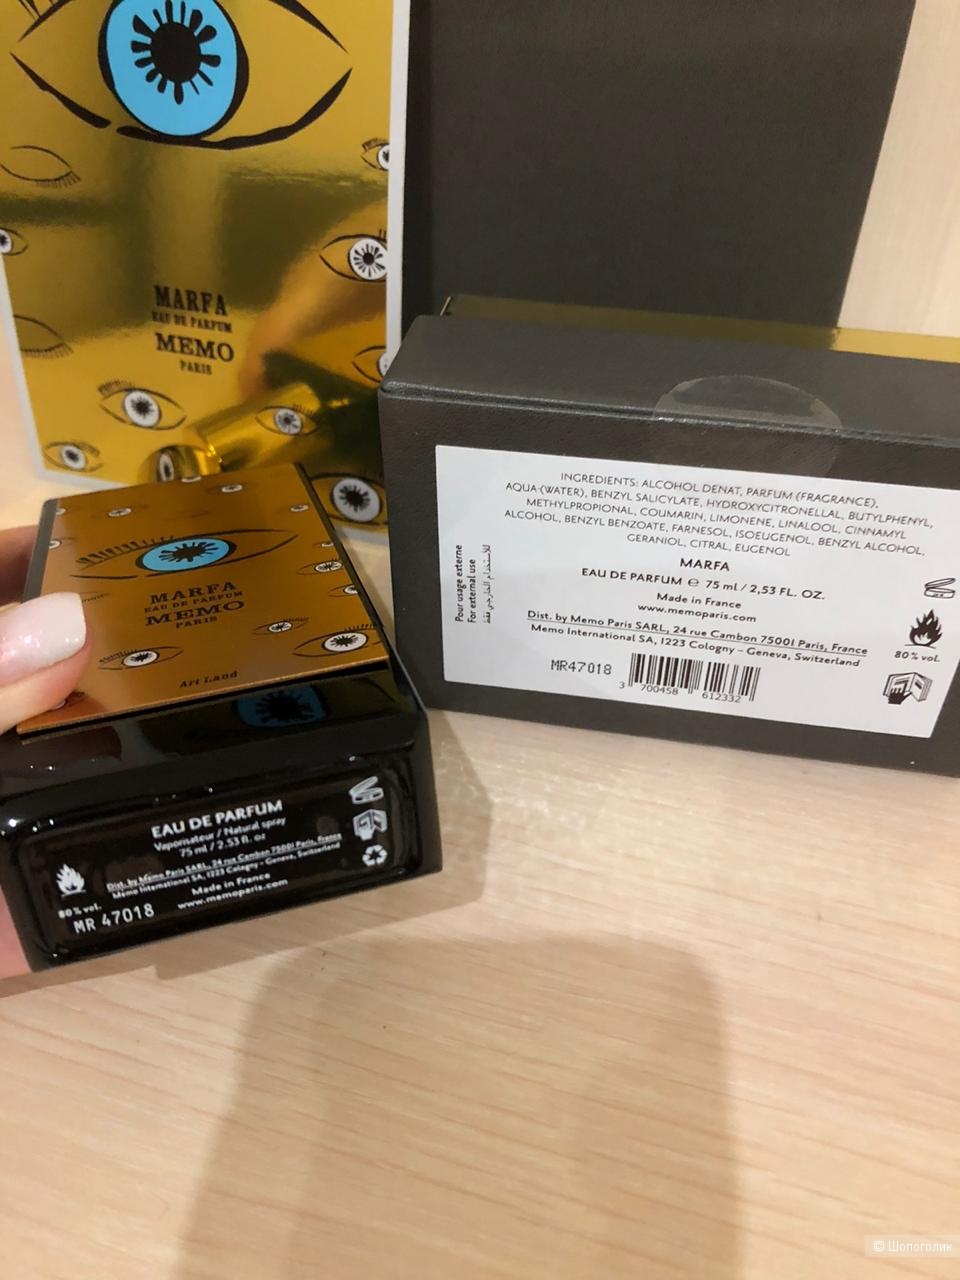 MARFA
EAU DE PARFUM
MEMO
PARIS
MARFA
EAU DE PARFUM
MEMO
PARIS
Art Land
EAU DE PARFUM
Vaporisateur / Natural spray
75 ml / 2.53 fl. oz
Dist. by Memo Paris SARL, 24 rue Cambon 75001 Paris, France
Memo International SA, 1223 Cologny - Geneva, Switzerland
Made in France
www.memoparis.com
80% vol.
MR 47018
INGREDIENTS: ALCOHOL DENAT, PARFUM (FRAGRANCE),
AQUA-(WATER), BENZYL SALICYLATE, HYDROXYCITRONELLAL, BUTYLPHENYL,
METHYLPROPIONAL, COUMARIN, LIMONENE, LINALOOL, CINNAMYL
ALCOHOL, BENZYL BENZOATE, FARNESOL, ISOEUGENOL, BENZYL ALCOHOL,
GERANIOL, CITRAL, EUGENOL
MARFA
EAU DE PARFUM ℮ 75 ml / 2,53 FL. OZ.
Made in France
www.memoparis.com
Dist. by Memo Paris SARL, 24 rue Cambon 75001 Paris, France
Memo International SA, 1223 Cologny – Geneva, Switzerland
MR47018
3 700458 612332
Pour usage externe
For external use
للأستخدام الخارجي فقط
80% vol.
© Шопоголик